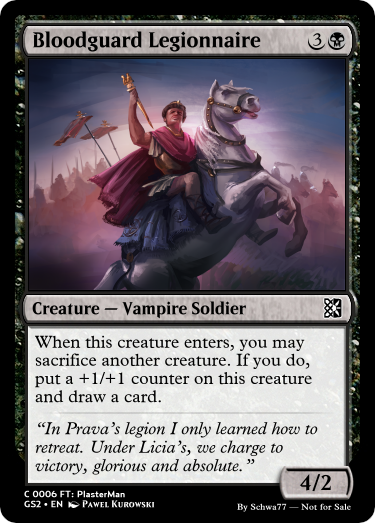 Bloodguard Legionnaire 3
Creature — Vampire Soldier
When this creature enters, you may
sacrifice another creature. If you do,
put a +1/+1 counter on this creature
and draw a card.
“In Prava’s legion I only learned how to
retreat. Under Licia’s, we charge to
victory, glorious and absolute.”
4/2
C 0006 FT: PlasterMan
GS2 • EN Pawel Kurowski
By Schwa77 — Not for Sale